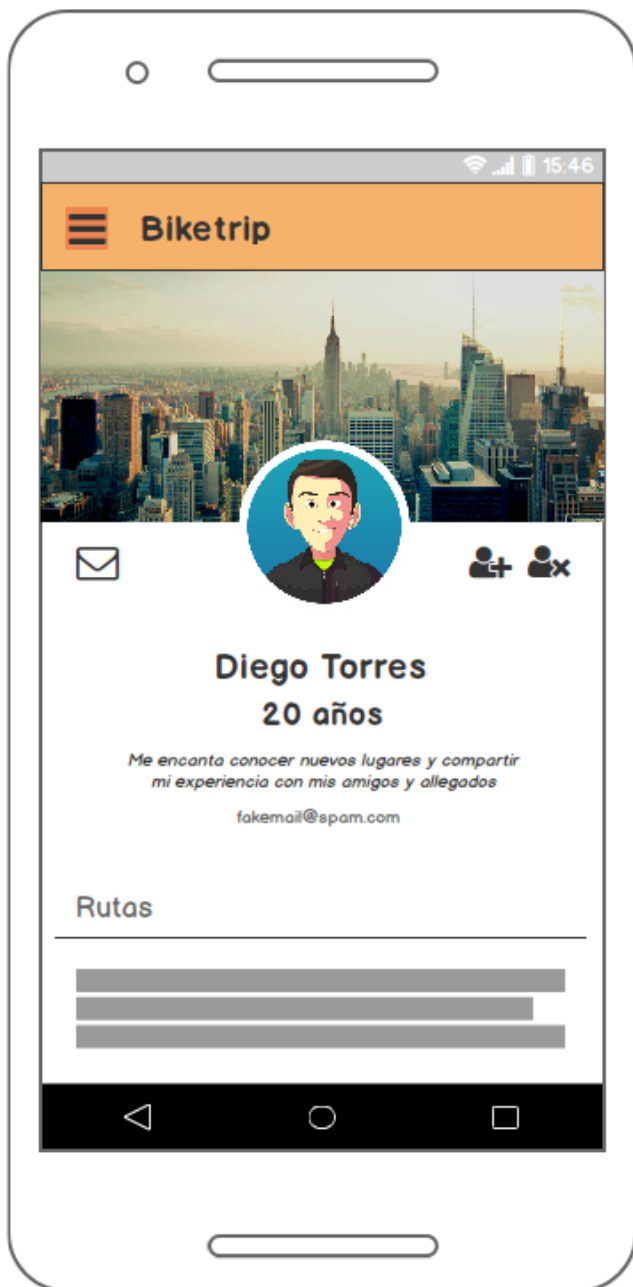 15:46
Biketrip
Diego Torres
20 años
Me encanta conocer nuevos lugares y compartir
mi experiencia con mis amigos y allegados
fakemail@spam.com
Rutas